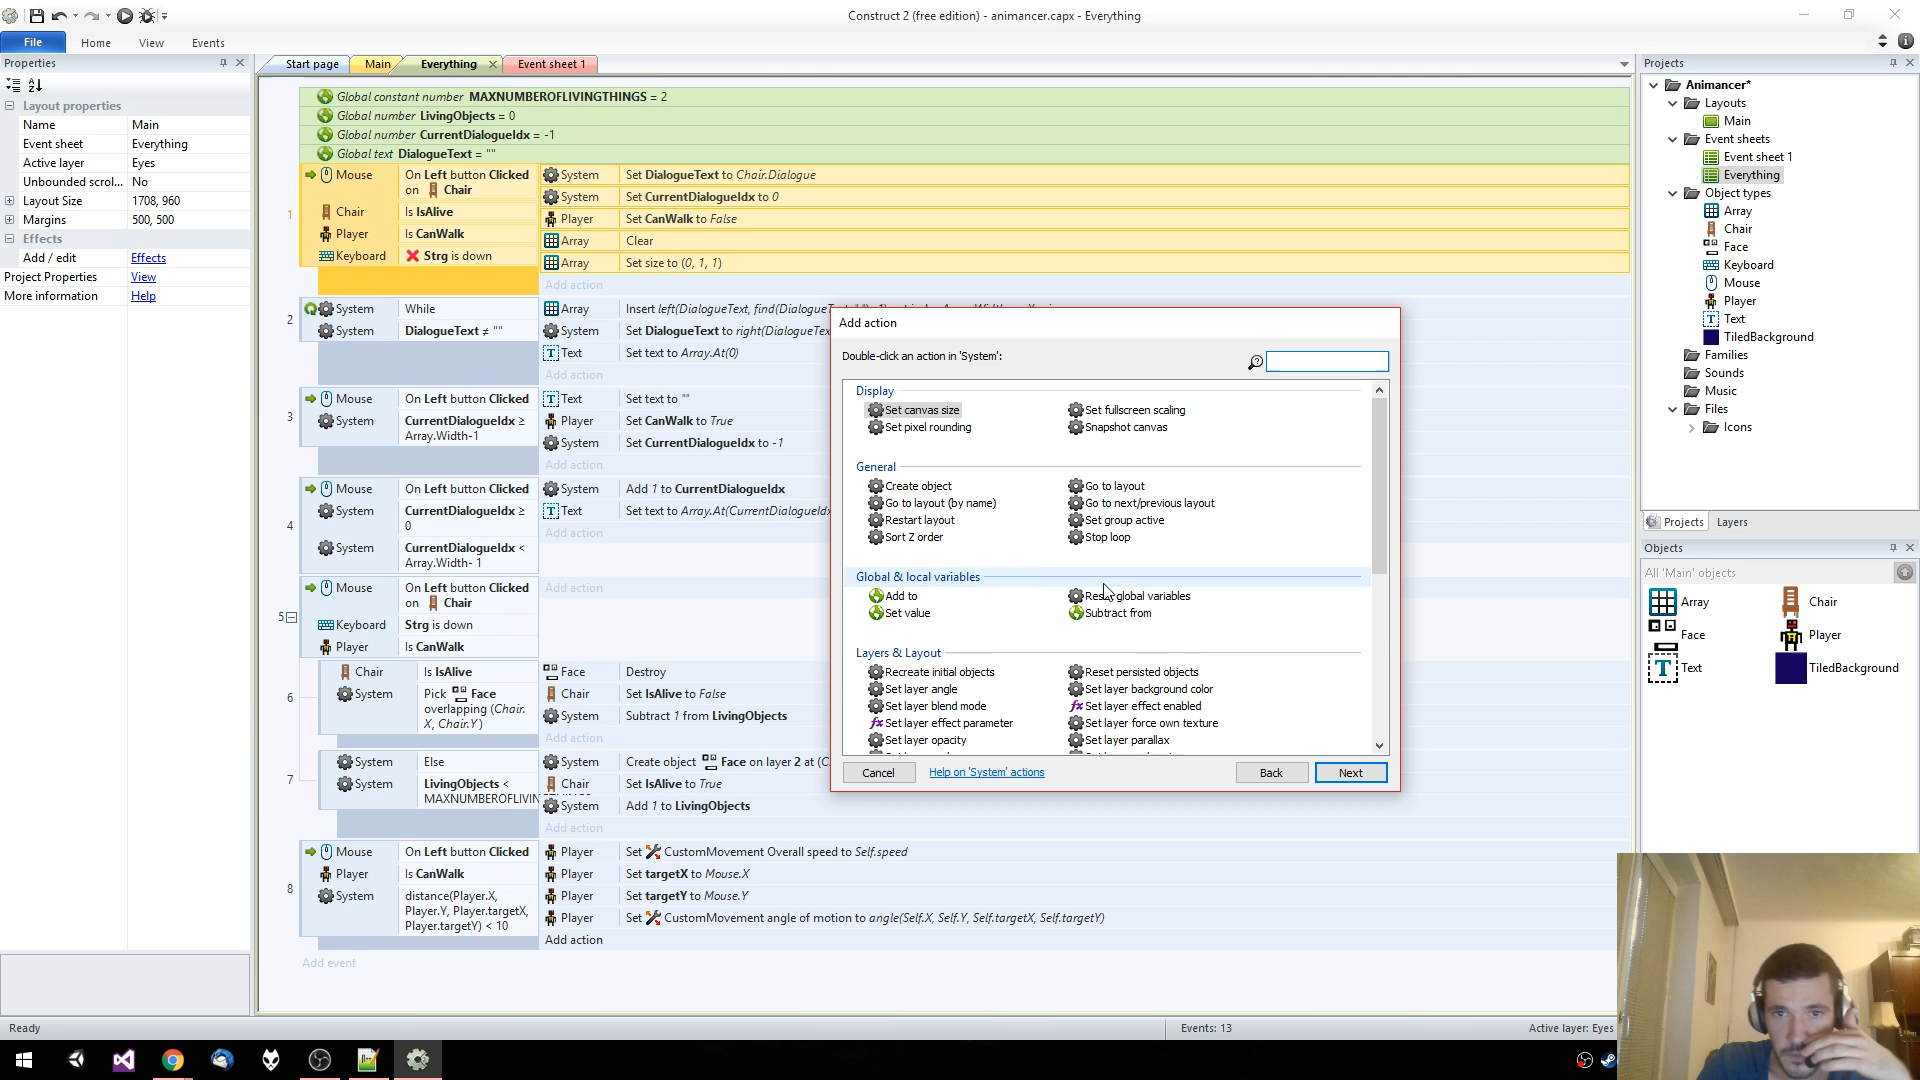 Construct 2 (free edition) - animancer.capx - Everything
File Home View Events
Properties
Layout properties
Name Main
Event sheet Everything
Active layer Eyes
Unbounded scrol... No
Layout Size 1708, 960
Margins 500, 500
Effects
Add / edit Effects
Project Properties View
More information Help
Start page Main Everything Event sheet 1
Global constant number MAXNUMBEROFLIVINGTHINGS = 2
Global number LivingObjects = 0
Global number CurrentDialogueIdx = -1
Global text DialogueText = ""
1
Mouse On Left button Clicked on Chair
Chair Is IsAlive
Player Is CanWalk
Keyboard Strg is down
System Set DialogueText to Chair.Dialogue
System Set CurrentDialogueIdx to 0
Player Set CanWalk to False
Array Clear
Array Set size to (0, 1, 1)
Add action
2
System While
System DialogueText ≠ ""
Array Insert left(DialogueText, find(Dialogue
System Set DialogueText to right(DialogueTex
Text Set text to Array.At(0)
Add action
3
Mouse On Left button Clicked
System CurrentDialogueIdx ≥
Array.Width-1
Text Set text to ""
Player Set CanWalk to True
System Set CurrentDialogueIdx to -1
Add action
4
Mouse On Left button Clicked
System CurrentDialogueIdx ≥
0
System CurrentDialogueIdx <
Array.Width- 1
System Add 1 to CurrentDialogueIdx
Text Set text to Array.At(CurrentDialogueIdx
Add action
5
Mouse On Left button Clicked
on Chair
Keyboard Strg is down
Player Is CanWalk
Add action
6
Chair Is IsAlive
System Pick Face
overlapping (Chair.
X, Chair.Y)
Face Destroy
Chair Set IsAlive to False
System Subtract 1 from LivingObjects
Add action
7
System Else
System LivingObjects <
MAXNUMBEROFLIVIN
System Create object Face on layer 2 at (C
Chair Set IsAlive to True
System Add 1 to LivingObjects
Add action
8
Mouse On Left button Clicked
Player Is CanWalk
System distance(Player.X,
Player.Y, Player.targetX,
Player.targetY) < 10
Player Set CustomMovement Overall speed to Self.speed
Player Set targetX to Mouse.X
Player Set targetY to Mouse.Y
Player Set CustomMovement angle of motion to angle(Self.X, Self.Y, Self.targetX, Self.targetY)
Add action
Add event
Add action
Double-click an action in 'System':
Display
Set canvas size Set fullscreen scaling
Set pixel rounding Snapshot canvas
General
Create object Go to layout
Go to layout (by name) Go to next/previous layout
Restart layout Set group active
Sort Z order Stop loop
Global & local variables
Add to Reset global variables
Set value Subtract from
Layers & Layout
Recreate initial objects Reset persisted objects
Set layer angle Set layer background color
Set layer blend mode Set layer effect enabled
Set layer effect parameter Set layer force own texture
Set layer opacity Set layer parallax
Cancel Help on 'System' actions Back Next
Projects
Animancer*
Layouts
Main
Event sheets
Event sheet 1
Everything
Object types
Array
Chair
Face
Keyboard
Mouse
Player
Text
TiledBackground
Families
Sounds
Music
Files
Icons
Projects Layers
Objects
All 'Main' objects
Array Chair
Face Player
Text TiledBackground
Ready Events: 13 Active layer: Eyes